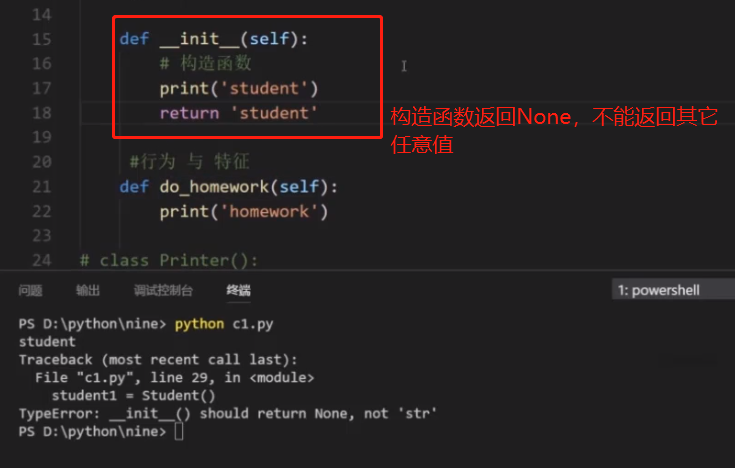 14
15 def __init__(self):
16 # 构造函数
17 print('student')
18 return 'student'
构造函数返回None，不能返回其它
任意值
19
20 #行为 与 特征
21 def do_homework(self):
22 print('homework')
23
24 # class Printer():
问题 输出 调试控制台 终端 1: powershell
PS D:\python\nine> python c1.py
student
Traceback (most recent call last):
File "c1.py", line 29, in <module>
student1 = Student()
TypeError: __init__() should return None, not 'str'
PS D:\python\nine>